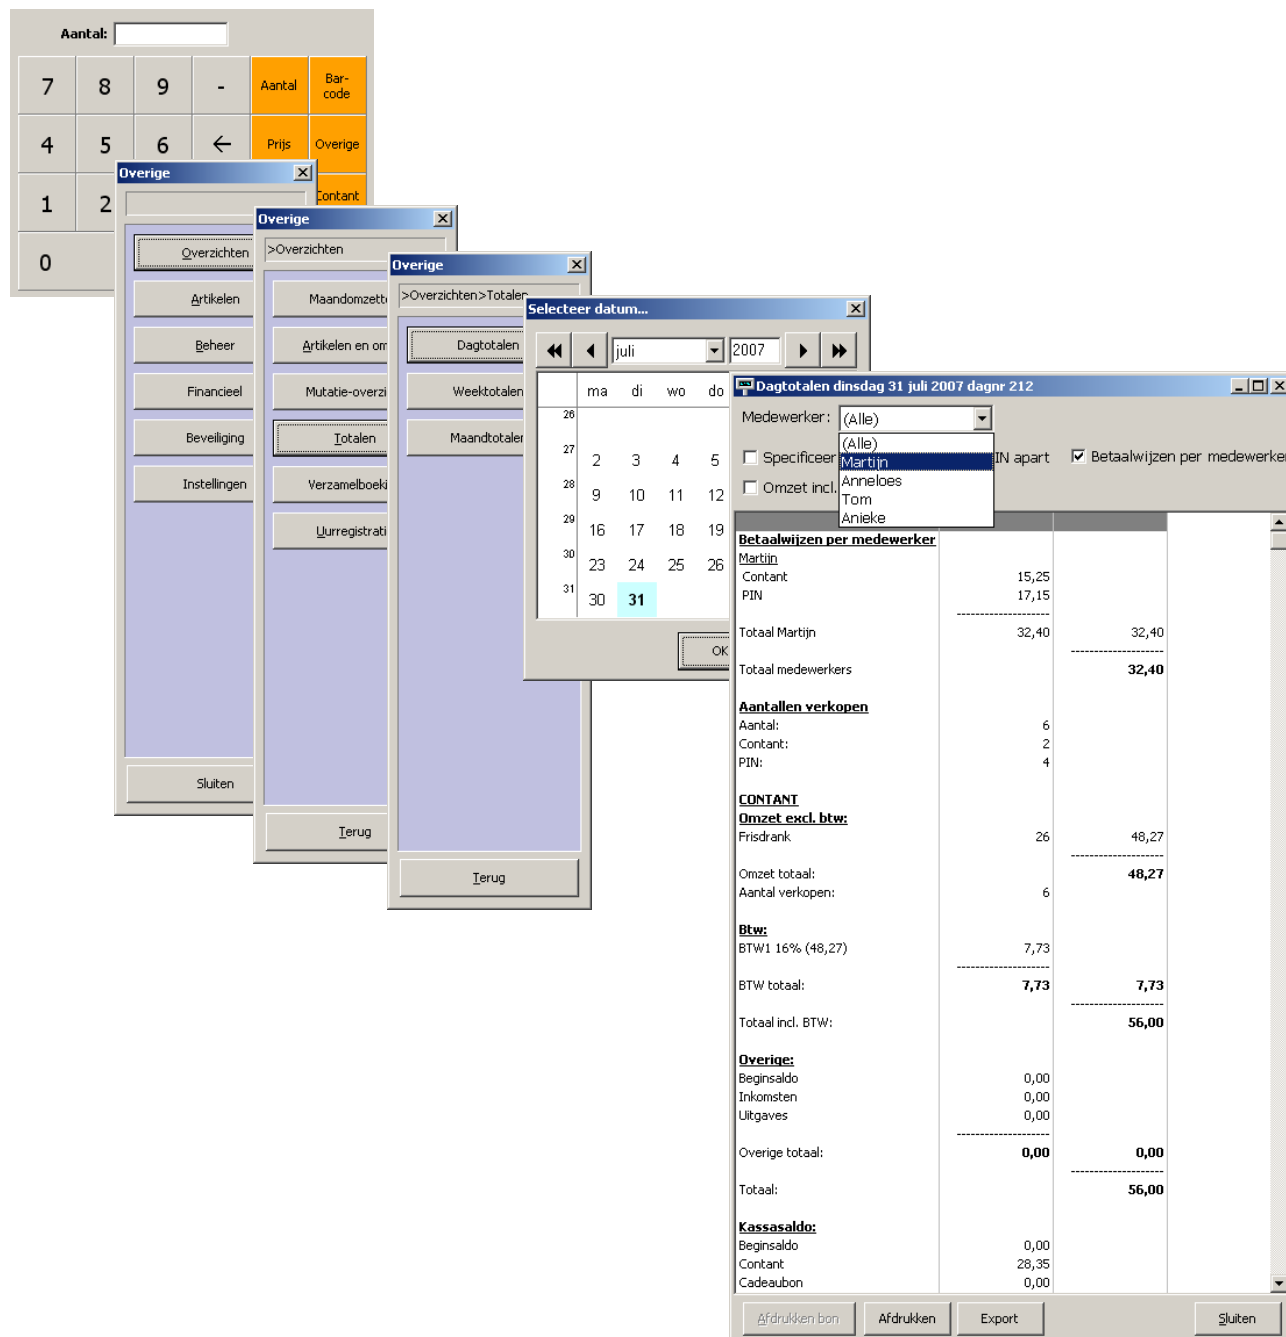 Aantal:
7 8 9 - Aantal Bar-code
4 5 6 ← Prijs Overige
1 2 Contant
0
Overige
Overzichten
Artikelen
Beheer
Financieel
Beveiliging
Instellingen
Sluiten
Overige
>Overzichten
Artikelen en
Totalen
Terug
Overige
>Overzichten>Totalen
Dagtotalen
Weektotalen
Maandtotalen
Terug
Selecteer datum...
juli 2007
ma di wo do
26
27 2 3 4 5
28 9 10 11 12
29 16 17 18 19
30 23 24 25 26
31 30 31
OK
Dagtotalen dinsdag 31 juli 2007 dagnr 212
Medewerker: (Alle)
(Alle)
Martijn
Anneloes
Tom
Anieke
Specificeer IN apart Betaalwijzen per medewerker
Omzet incl.
Betaalwijzen per medewerker
Martijn
Contant 15,25
PIN 17,15
--------------------
Totaal Martijn 32,40 32,40
--------------------
Totaal medewerkers 32,40
Aantallen verkopen
Aantal: 6
Contant: 2
PIN: 4
CONTANT
Omzet excl. btw:
Frisdrank 26 48,27
--------------------
Omzet totaal: 48,27
Aantal verkopen: 6
Btw:
BTW1 16% (48,27) 7,73
--------------------
BTW totaal: 7,73 7,73
--------------------
Totaal incl. BTW: 56,00
Overige:
Beginsaldo 0,00
Inkomsten 0,00
Uitgaves 0,00
--------------------
Overige totaal: 0,00 0,00
--------------------
Totaal: 56,00
Kassasaldo:
Beginsaldo 0,00
Contant 28,35
Cadeaubon 0,00
Afdrukken bon Afdrukken Export Sluiten